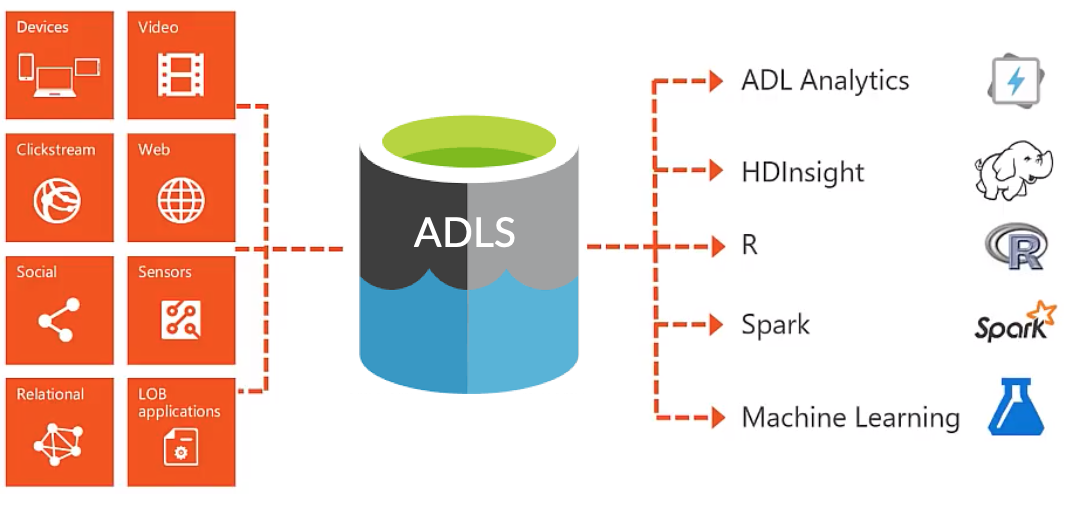 Devices
Video
Clickstream
Web
Social
Sensors
Relational
LOB
applications
ADLS
ADL Analytics
HDInsight
R
R
Spark
Spark
Machine Learning